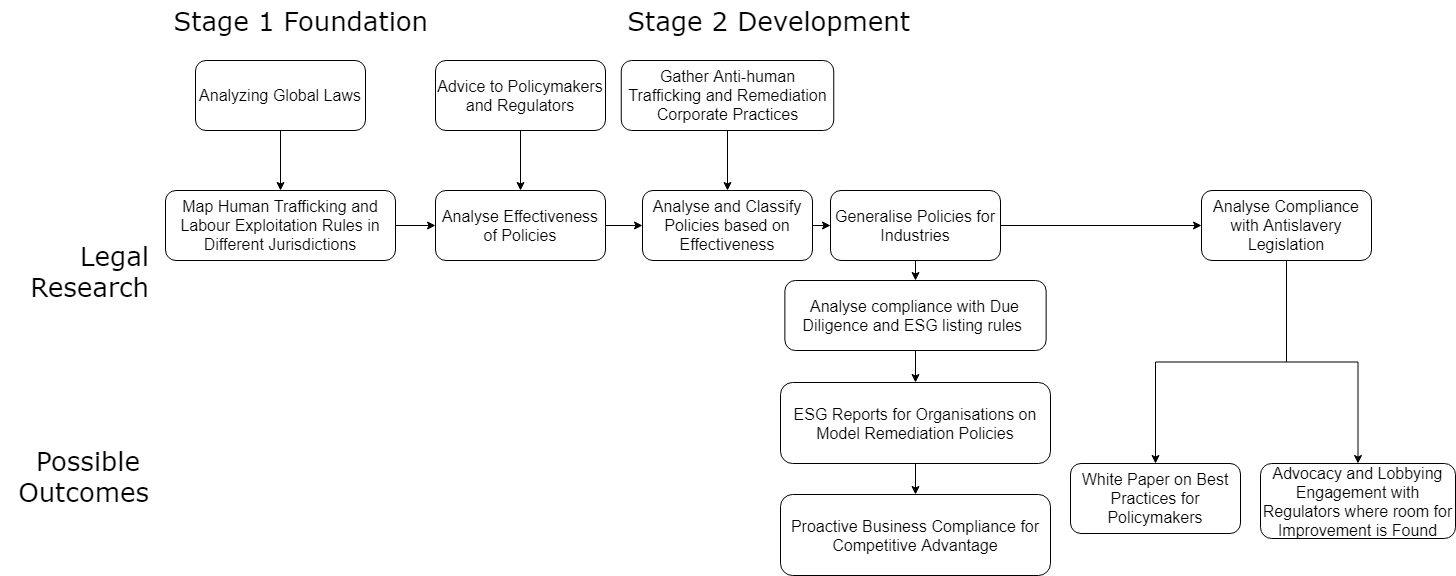 Stage 1 Foundation
Stage 2 Development
Analyzing Global Laws
Advice to Policymakers
and Regulators
Gather Anti-human
Trafficking and Remediation
Corporate Practices
Map Human Trafficking and
Labour Exploitation Rules in
Different Jurisdictions
Analyse Effectiveness
of Policies
Analyse and Classify
Policies based on
Effectiveness
Generalise Policies for
Industries
Analyse Compliance
with Antislavery
Legislation
Legal
Research
Analyse compliance with Due
Diligence and ESG listing rules
ESG Reports for Organisations on
Model Remediation Policies
Possible
Outcomes
White Paper on Best
Practices for
Policymakers
Advocacy and Lobbying
Engagement with
Regulators where room for
Improvement is Found
Proactive Business Compliance for
Competitive Advantage